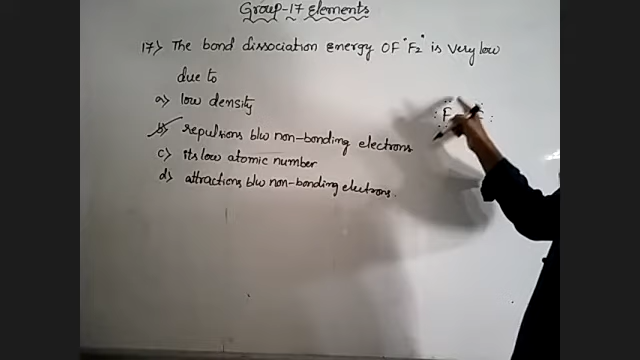 Group-17 Elements
17) The bond dissociation energy OF "F2" is very low
due to
a) low density
b) repulsions b/w non-bonding electrons
c) its low atomic number
d) attractions b/w non-bonding electrons.
F